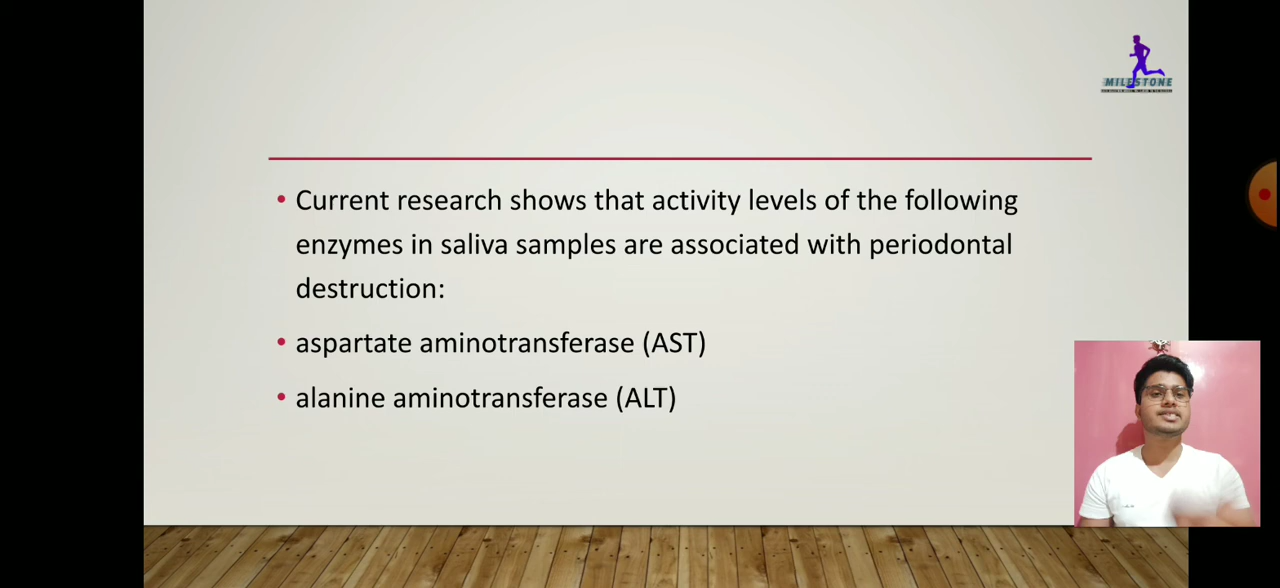 MILESTONE
• Current research shows that activity levels of the following
enzymes in saliva samples are associated with periodontal
destruction:
• aspartate aminotransferase (AST)
• alanine aminotransferase (ALT)